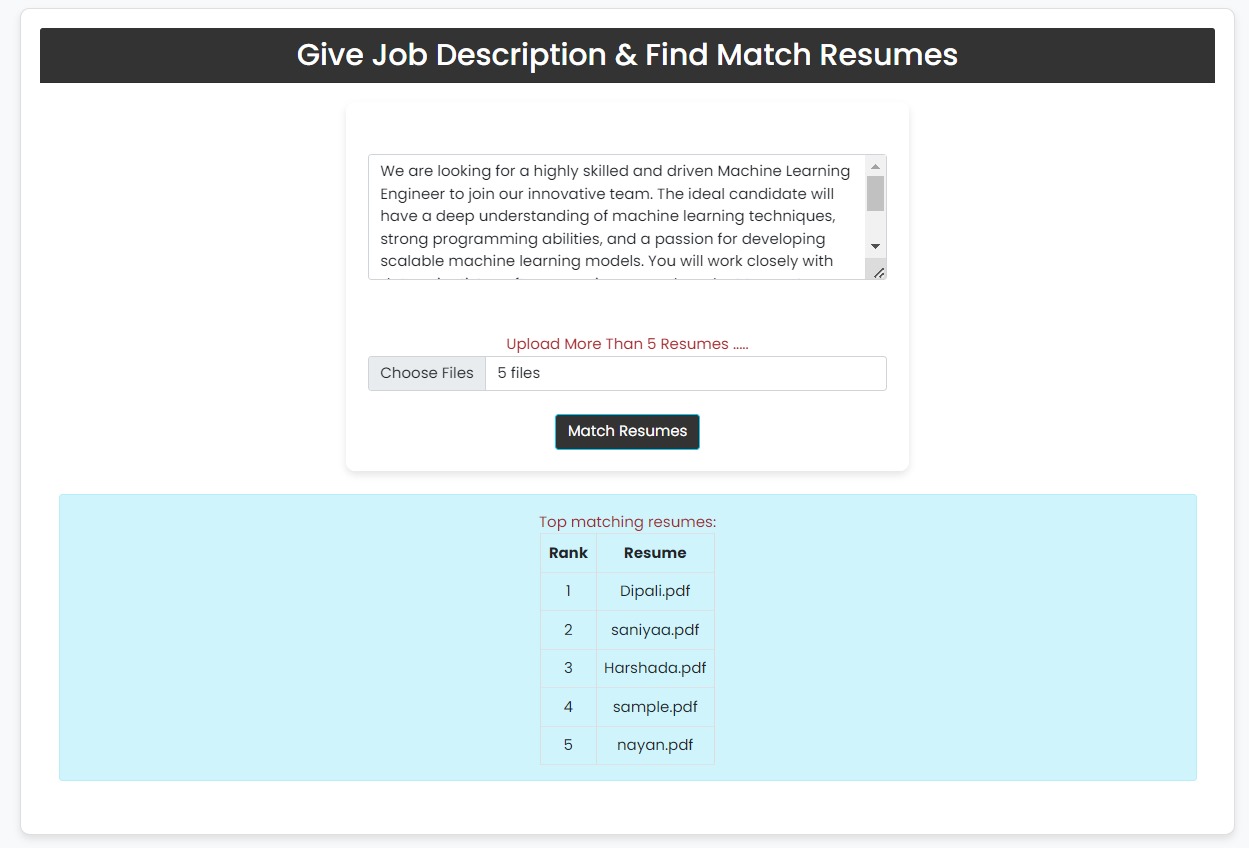 Give Job Description & Find Match Resumes
We are looking for a highly skilled and driven Machine Learning
Engineer to join our innovative team. The ideal candidate will
have a deep understanding of machine learning techniques,
strong programming abilities, and a passion for developing
scalable machine learning models. You will work closely with
Upload More Than 5 Resumes .....
Choose Files 5 files
Match Resumes
Top matching resumes:
Rank Resume
1 Dipali.pdf
2 saniyaa.pdf
3 Harshada.pdf
4 sample.pdf
5 nayan.pdf